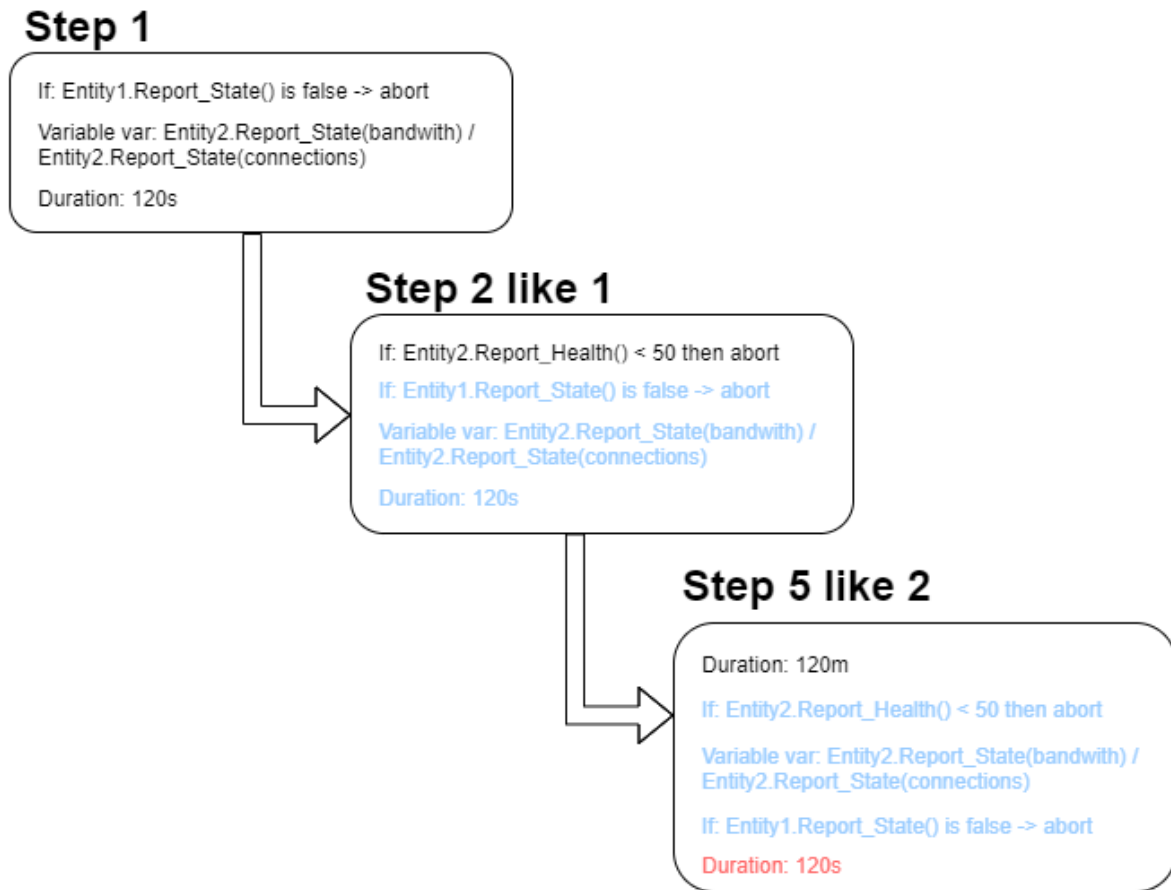 Step 1
If: Entity1.Report_State() is false -> abort
Variable var: Entity2.Report_State(bandwith) /
Entity2.Report_State(connections)
Duration: 120s
Step 2 like 1
If: Entity2.Report_Health() < 50 then abort
If: Entity1.Report_State() is false -> abort
Variable var: Entity2.Report_State(bandwith) /
Entity2.Report_State(connections)
Duration: 120s
Step 5 like 2
Duration: 120m
If: Entity2.Report_Health() < 50 then abort
Variable var: Entity2.Report_State(bandwith) /
Entity2.Report_State(connections)
If: Entity1.Report_State() is false -> abort
Duration: 120s